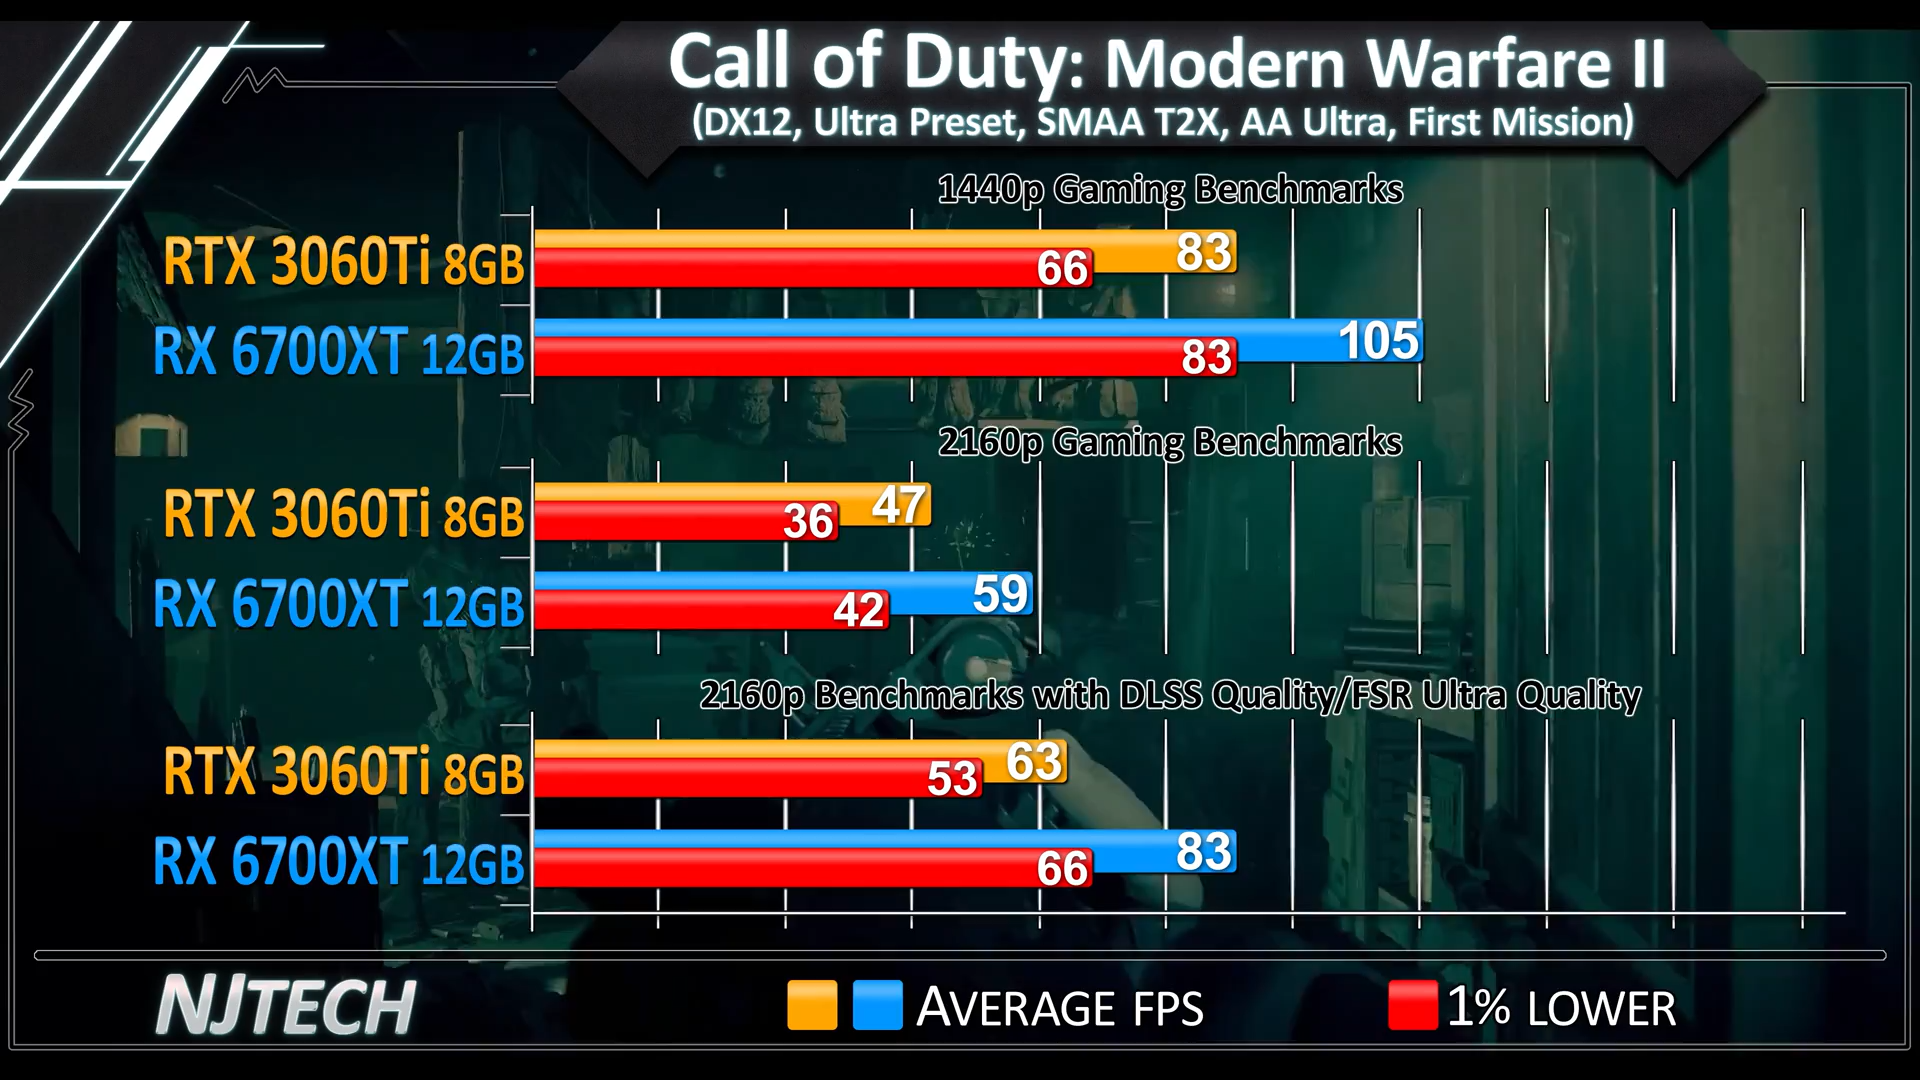 Call of Duty: Modern Warfare II
(DX12, Ultra Preset, SMAA T2X, AA Ultra, First Mission)
1440p Gaming Benchmarks
RTX 3060Ti 8GB 83 66
RX 6700XT 12GB 105 83
2160p Gaming Benchmarks
RTX 3060Ti 8GB 47 36
RX 6700XT 12GB 59 42
2160p Benchmarks with DLSS Quality/FSR Ultra Quality
RTX 3060Ti 8GB 63 53
RX 6700XT 12GB 83 66
NJTECH AVERAGE FPS 1% LOWER